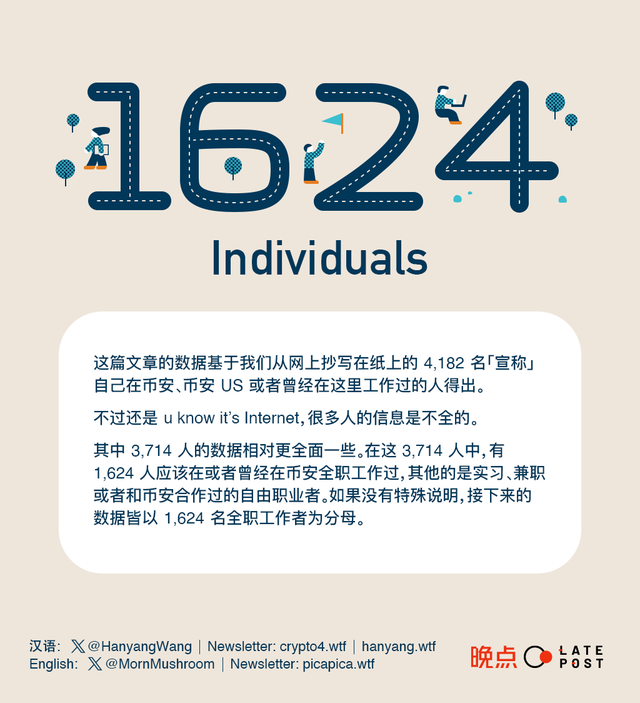 1624
Individuals
这篇文章的数据基于我们从网上抄写在纸上的 4,182 名「宣称」
自己在币安、币安 US 或者曾经在这里工作过的人得出。
不过还是 u know it's Internet,很多人的信息是不全的。
其中 3,714 人的数据相对更全面一些。在这 3,714 人中,有
1,624 人应该在或者曾经在币安全职工作过,其他的是实习、兼职
或者和币安合作过的自由职业者。如果没有特殊说明,接下来的
数据皆以 1,624 名全职工作者为分母。
汉语: X @HanyangWang | Newsletter: crypto4.wtf | hanyang.wtf
English: X @MornMushroom | Newsletter: picapica.wtf
晚点 LATE
POST